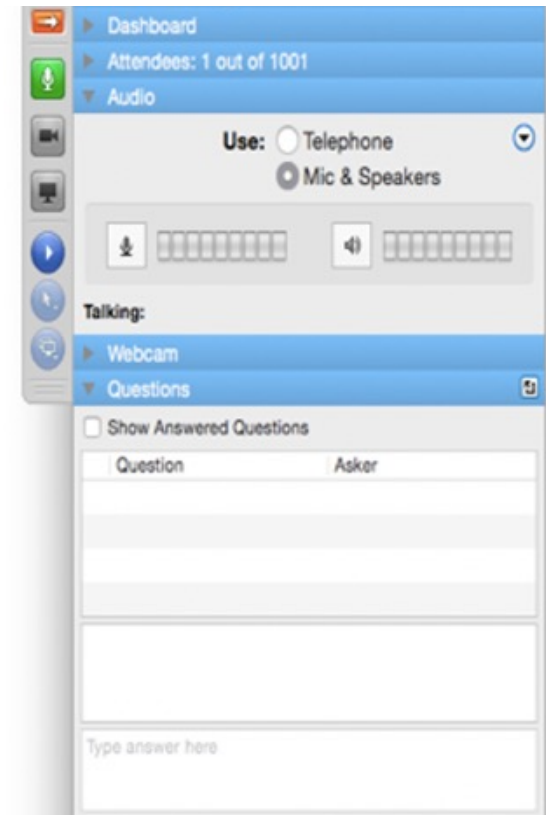 Dashboard
Attendees: 1 out of 1001
Audio
Use: Telephone
Mic & Speakers
Talking:
Webcam
Questions
Show Answered Questions
Question Asker
Type answer here